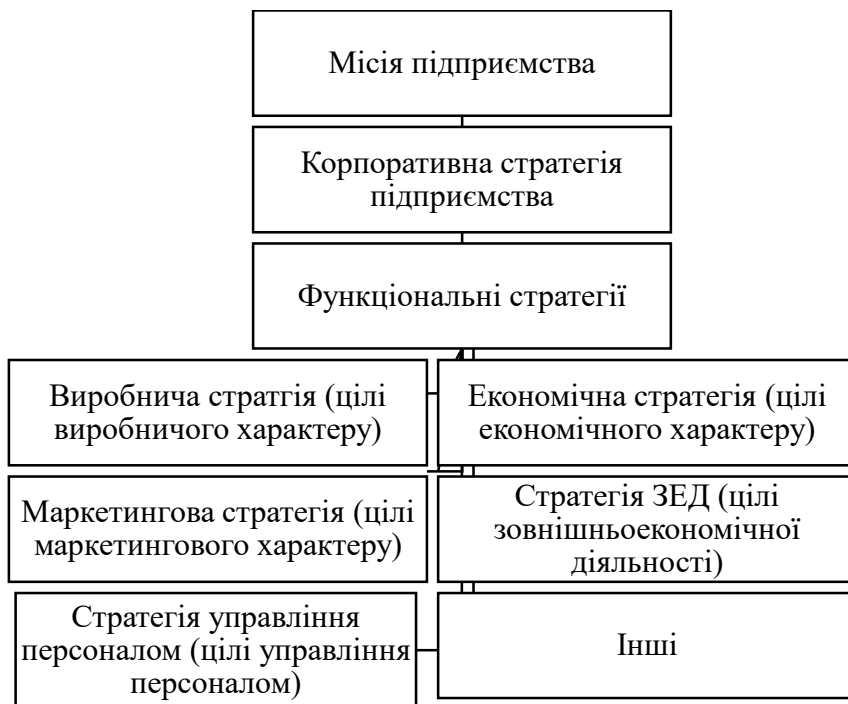 Місія підприємства
Корпоративна стратегія
підприємства
Функціональні стратегії
Виробнича стратгія (цілі
виробничого характеру)
Економічна стратегія (цілі
економічного характеру)
Маркетингова стратегія (цілі
маркетингового характеру)
Стратегія ЗЕД (цілі
зовнішньоекономічної
діяльності)
Стратегія управління
персоналом (цілі управління
персоналом)
Інші